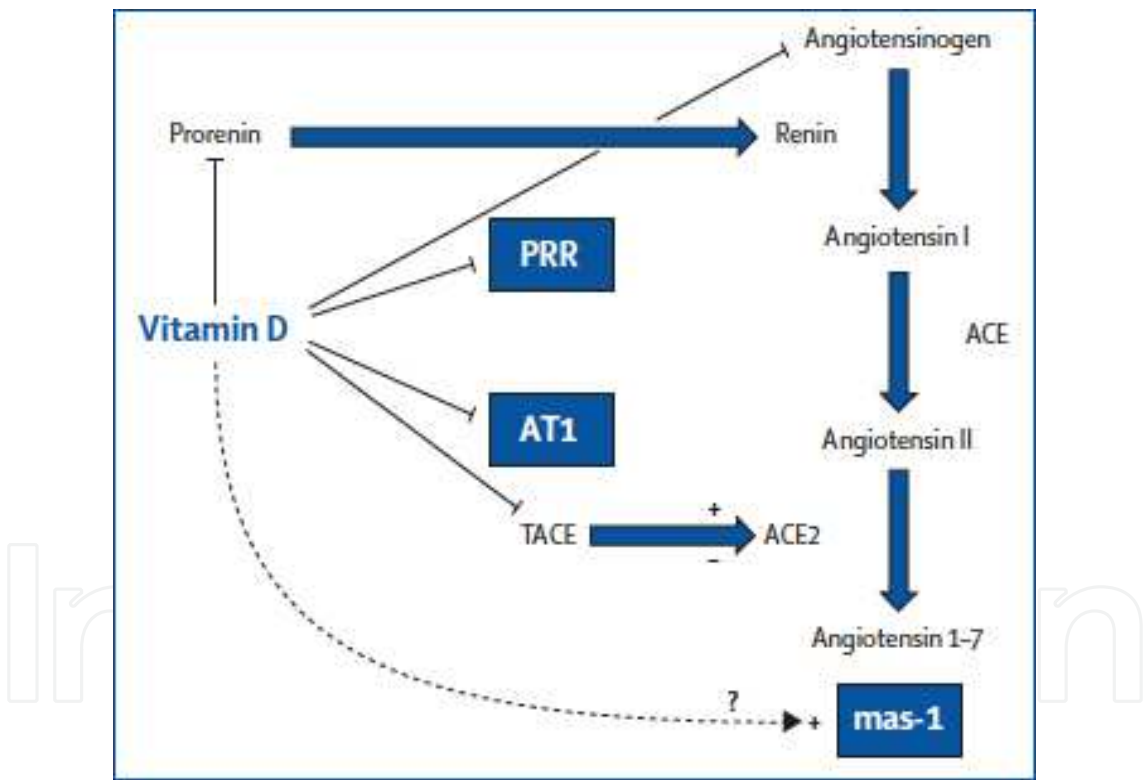 Angiotensinogen
Prorenin
Renin
Angiotensin I
PRR
Vitamin D
ACE
AT1
Angiotensin II
+
TACE
ACE2
–
Angiotensin 1–7
?
+
mas-1